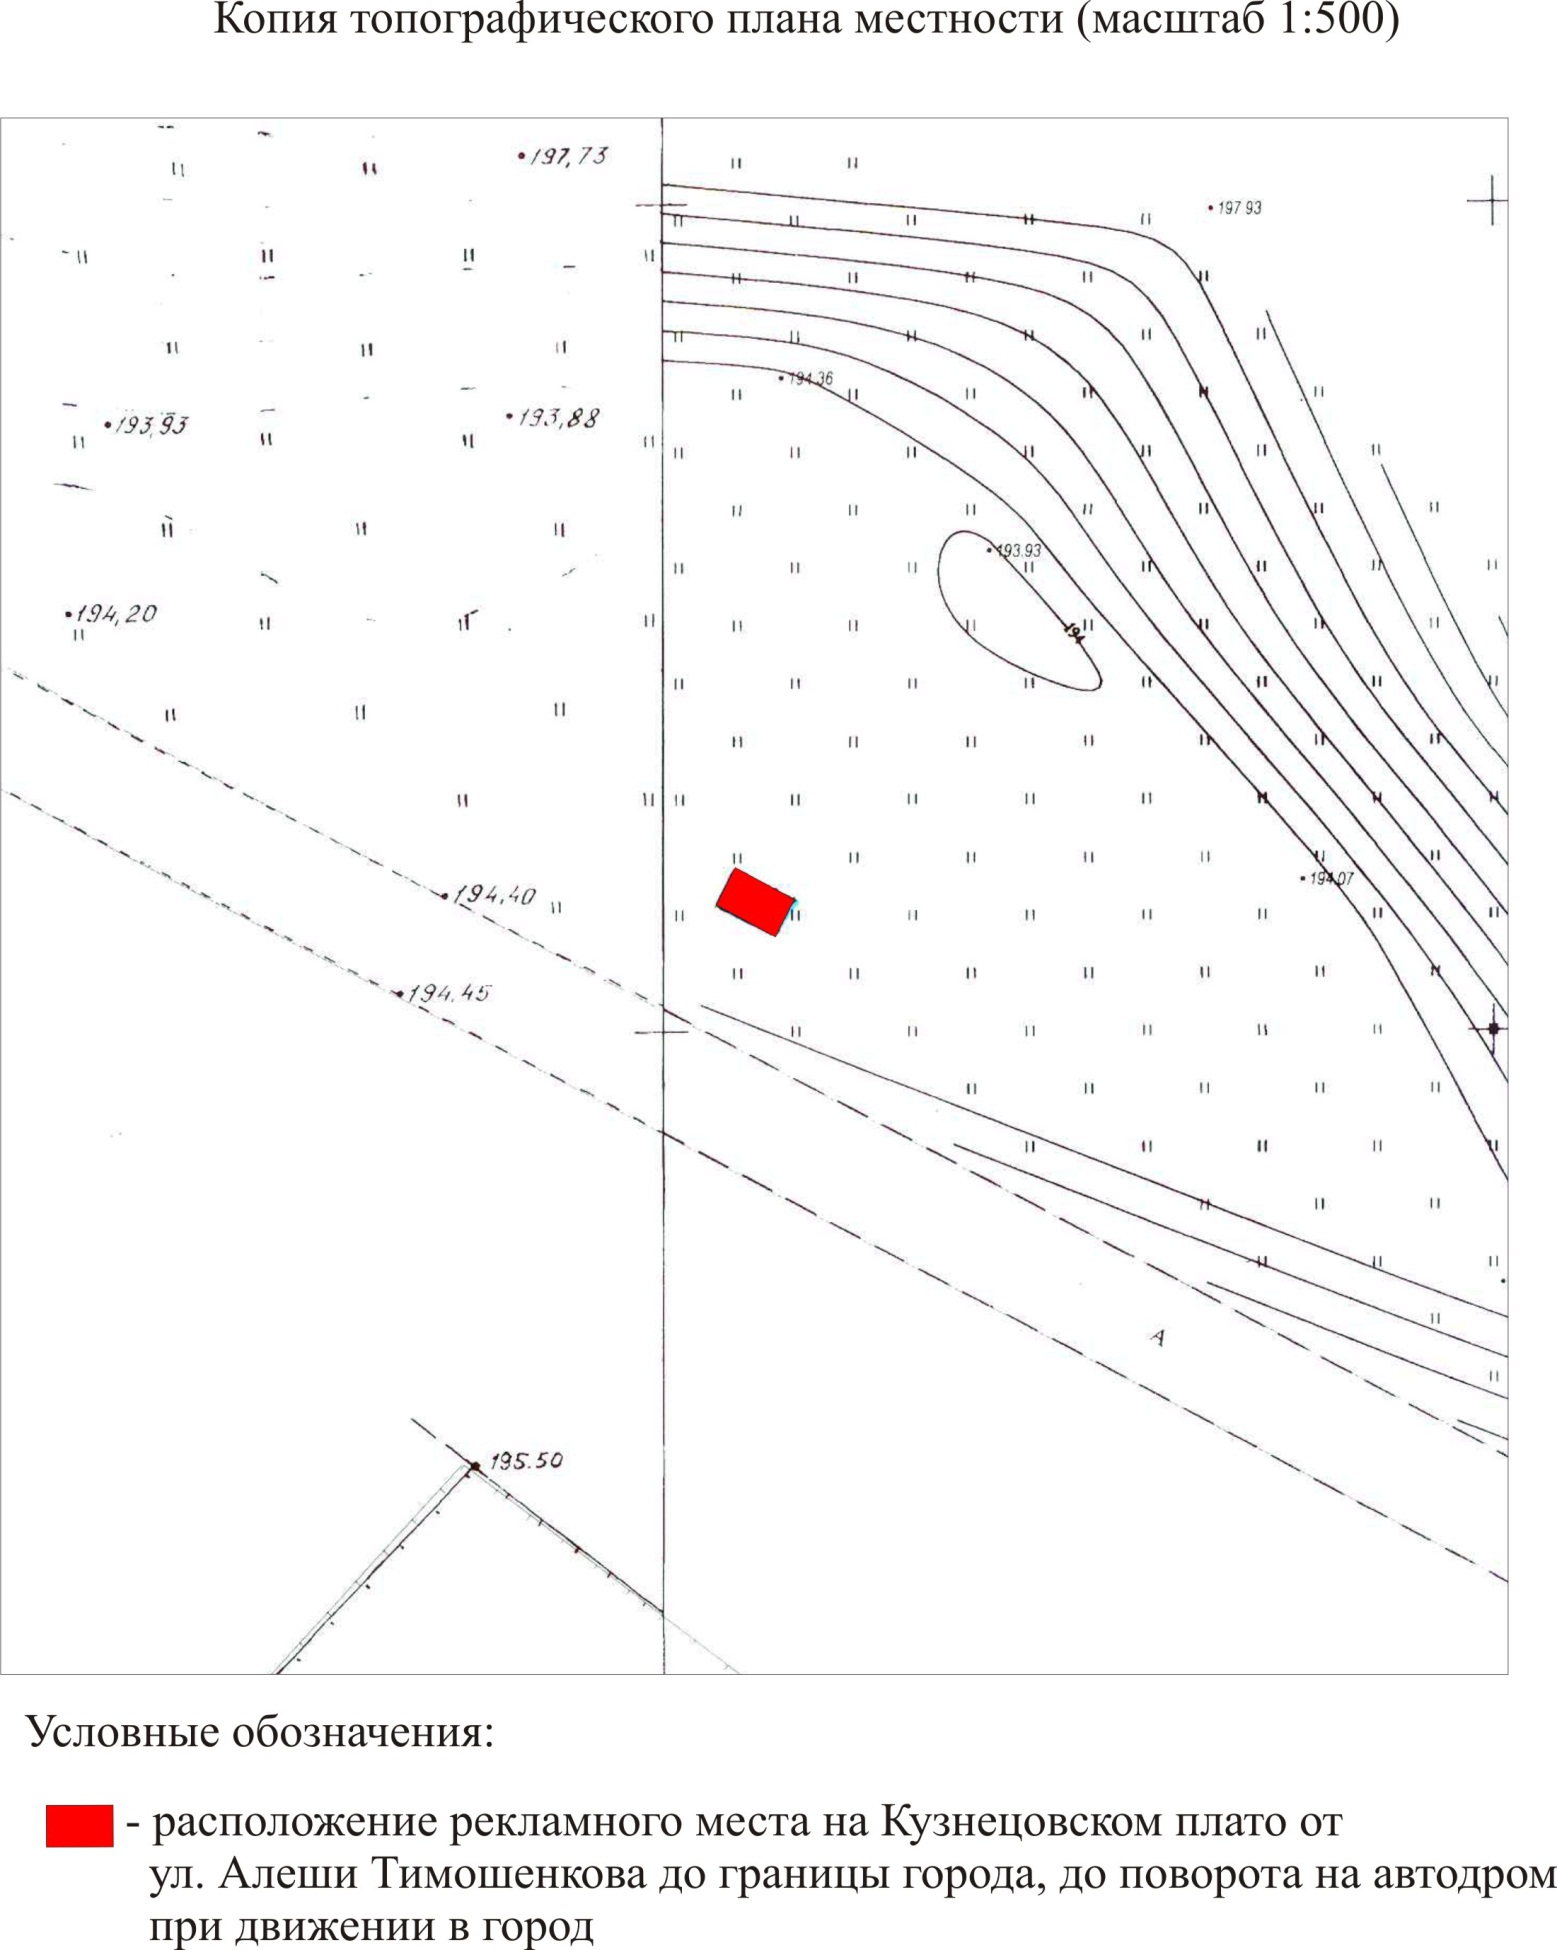 Копия топографического плана местности (масштаб 1:500)
197,73
197 93
194.36
193,93
193,88
193.93
194,20
194
194.40
194.07
194.45
А
195.50
Условные обозначения:
- расположение рекламного места на Кузнецовском плато от
ул. Алеши Тимошенкова до границы города, до поворота на автодром
при движении в город